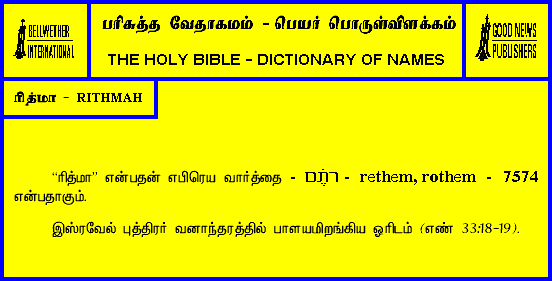 BELLWETHER
INTERNATIONAL
பரிசுத்த வேதாகமம் - பெயர் பொருள்விளக்கம்
THE HOLY BIBLE - DICTIONARY OF NAMES
GOOD NEWS
PUBLISHERS
ரித்மா - RITHMAH
“ரித்மா” என்பதன் எபிரெய வார்த்தை - רֹתֶם - rethem, rothem - 7574
என்பதாகும்.
இஸ்ரவேல் புத்திரர் வனாந்தரத்தில் பாளயமிறங்கிய ஓரிடம் (எண் 33:18-19).